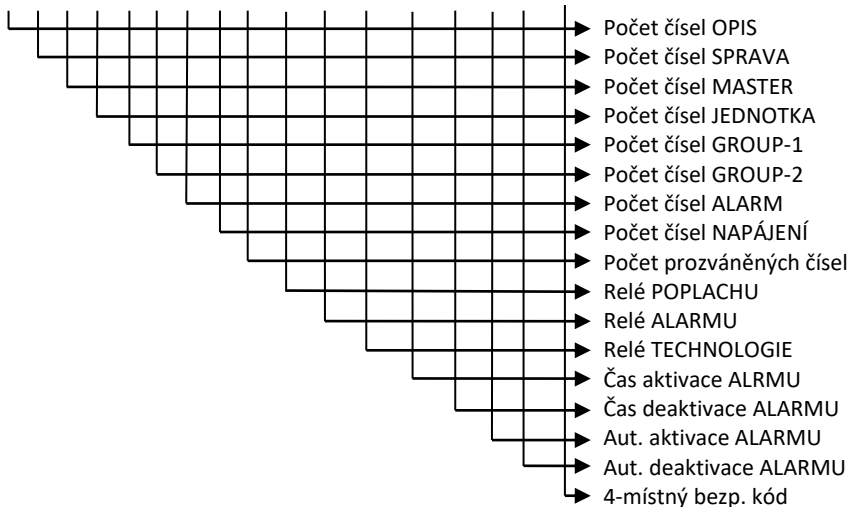 Počet čísel OPIS
Počet čísel SPRAVA
Počet čísel MASTER
Počet čísel JEDNOTKA
Počet čísel GROUP-1
Počet čísel GROUP-2
Počet čísel ALARM
Počet čísel NAPÁJENÍ
Počet prozváněných čísel
Relé POPLACHU
Relé ALARMU
Relé TECHNOLOGIE
Čas aktivace ALRMU
Čas deaktivace ALARMU
Aut. aktivace ALARMU
Aut. deaktivace ALARMU
4-místný bezp. kód